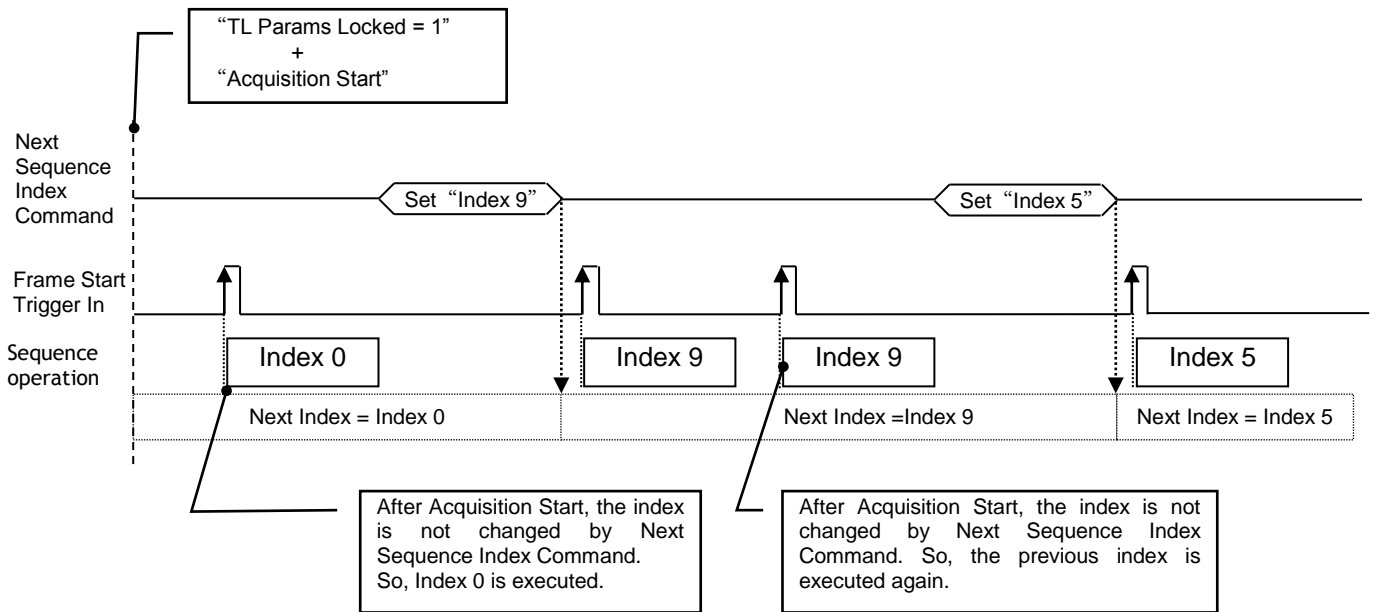 “TL Params Locked = 1”
+
“Acquisition Start”
Next
Sequence
Index
Command
Set “Index 9”
Set “Index 5”
Frame Start
Trigger In
Sequence
operation
Index 0
Index 9
Index 9
Index 5
Next Index = Index 0
Next Index =Index 9
Next Index = Index 5
After Acquisition Start, the index
is not changed by Next
Sequence Index Command.
So, Index 0 is executed.
After Acquisition Start, the index is not
changed by Next Sequence Index
Command. So, the previous index is
executed again.